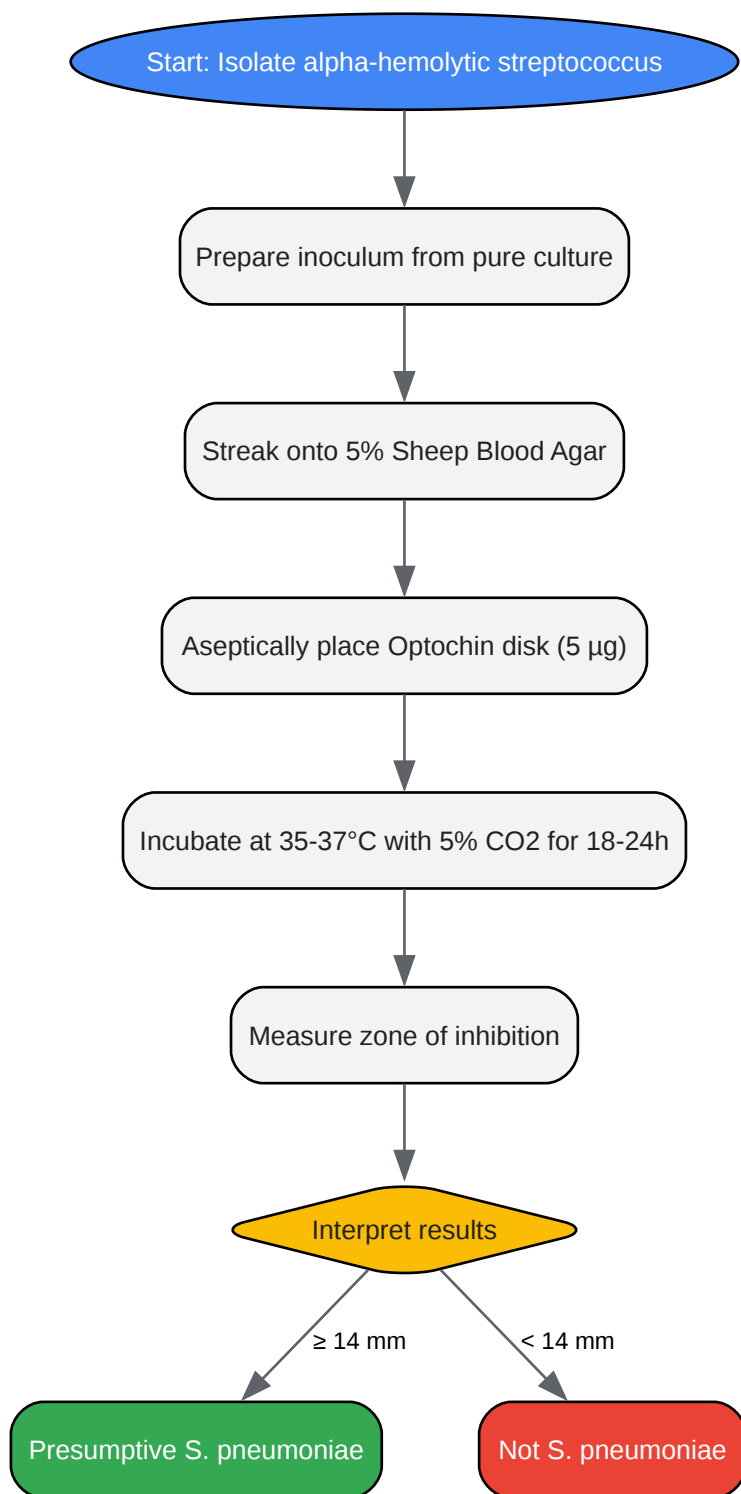 Start: Isolate alpha-hemolytic streptococcus
Prepare inoculum from pure culture
Streak onto 5% Sheep Blood Agar
Aseptically place Optochin disk (5 µg)
Incubate at 35-37°C with 5% CO2 for 18-24h
Measure zone of inhibition
Interpret results
≥ 14 mm
< 14 mm
Presumptive S. pneumoniae
Not S. pneumoniae